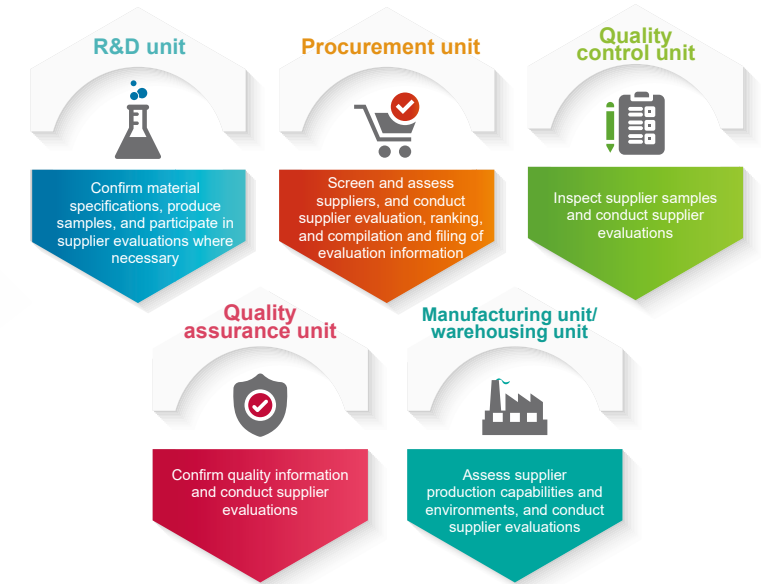 R&D unit
Confirm material
specifications, produce
samples, and participate in
supplier evaluations where
necessary
Procurement unit
Screen and assess
suppliers, and conduct
supplier evaluation, ranking,
and compilation and filing of
evaluation information
Quality
control unit
Inspect supplier samples
and conduct supplier
evaluations
Quality
assurance unit
Confirm quality information
and conduct supplier
evaluations
Manufacturing unit/
warehousing unit
Assess supplier
production capabilities and
environments, and conduct
supplier evaluations